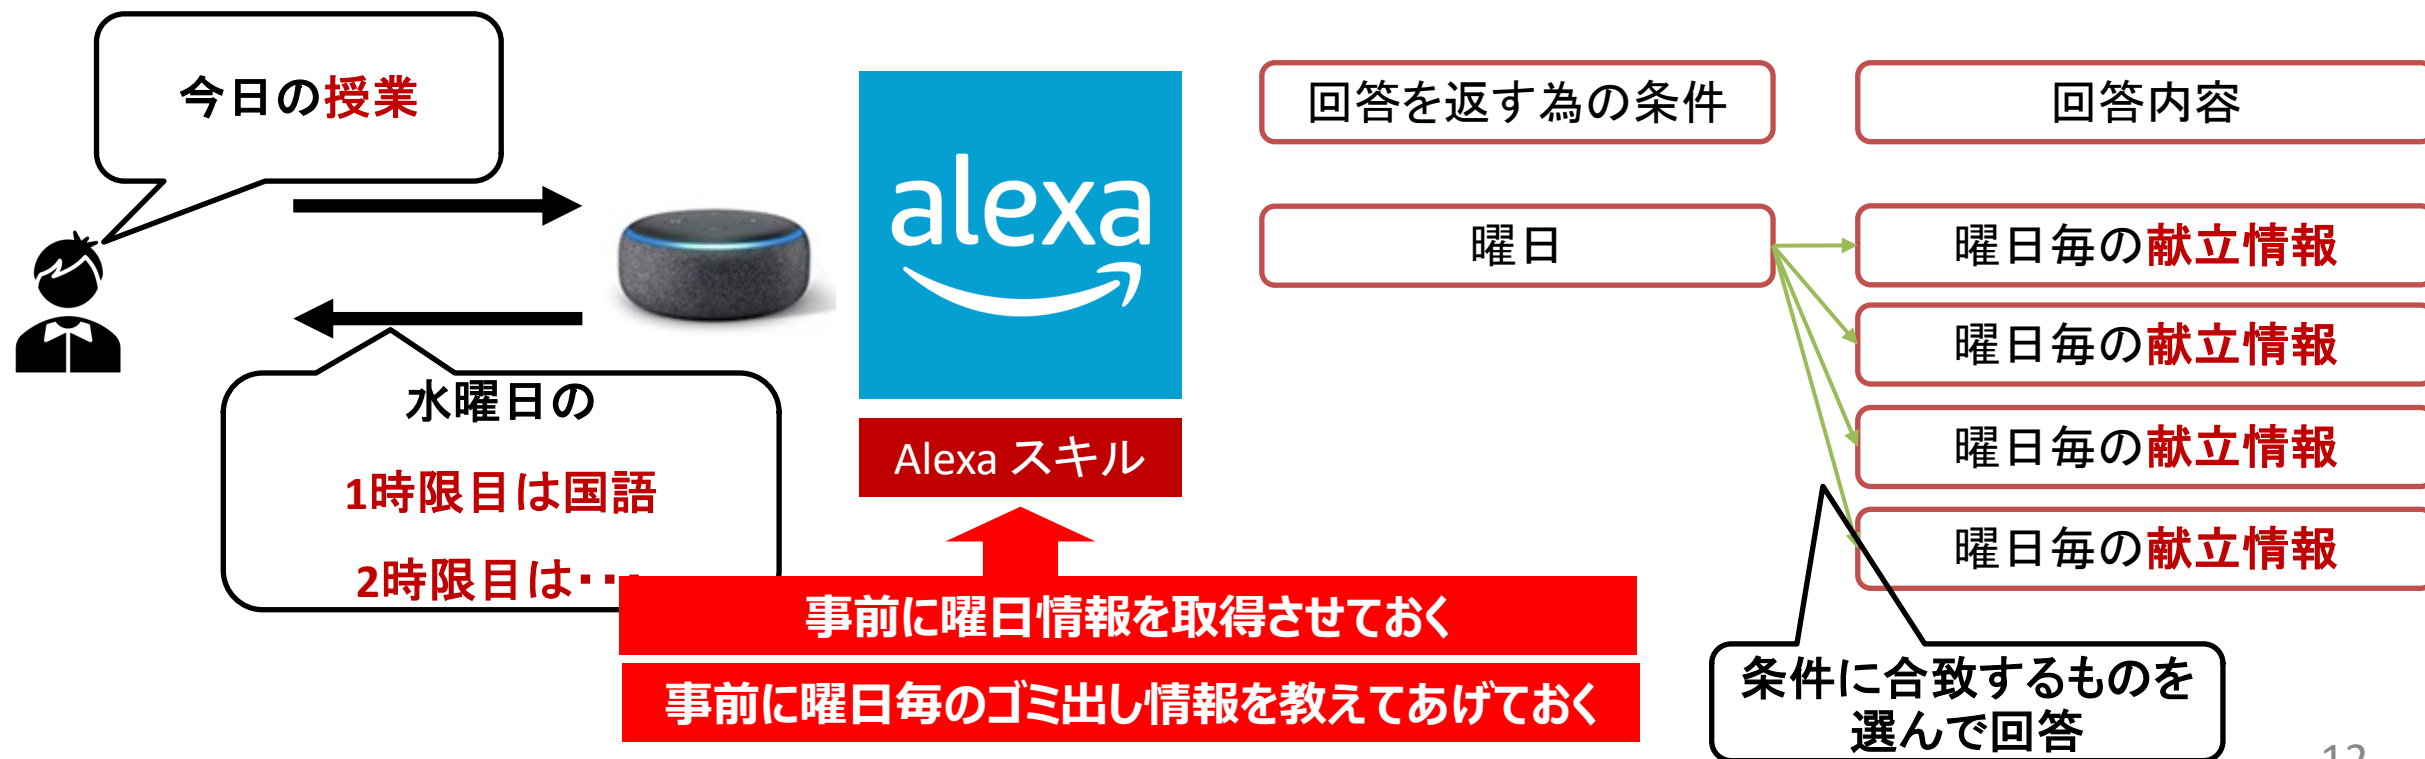 今日の授業
水曜日の
1時限目は国語
2時限目は・・・
alexa
Alexa スキル
事前に曜日情報を取得させておく
事前に曜日毎のゴミ出し情報を教えてあげておく
回答を返す為の条件
回答内容
曜日
曜日毎の献立情報
曜日毎の献立情報
曜日毎の献立情報
曜日毎の献立情報
条件に合致するものを
選んで回答
12